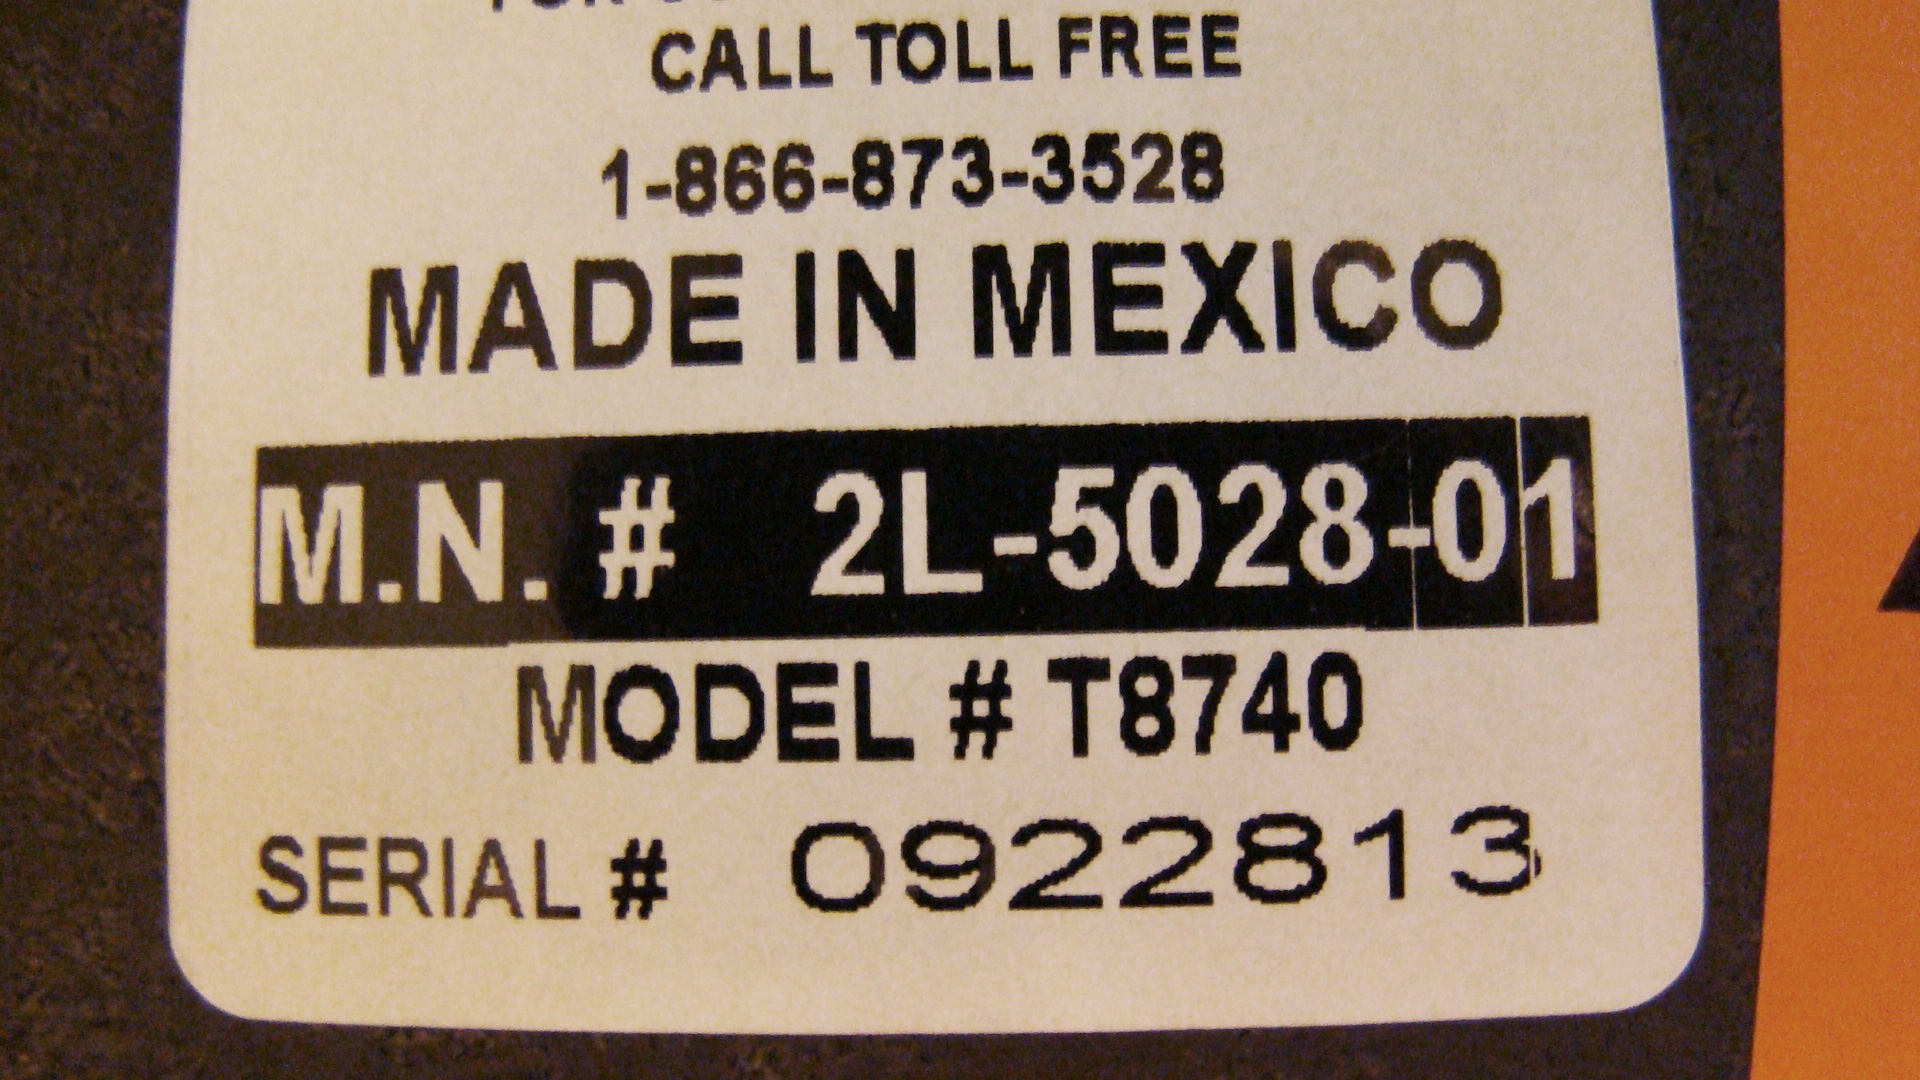 CALL TOLL FREE
1-866-873-3528
MADE IN MEXICO
M.N. # 2L-5028-01
MODEL # T8740
SERIAL # 0922813